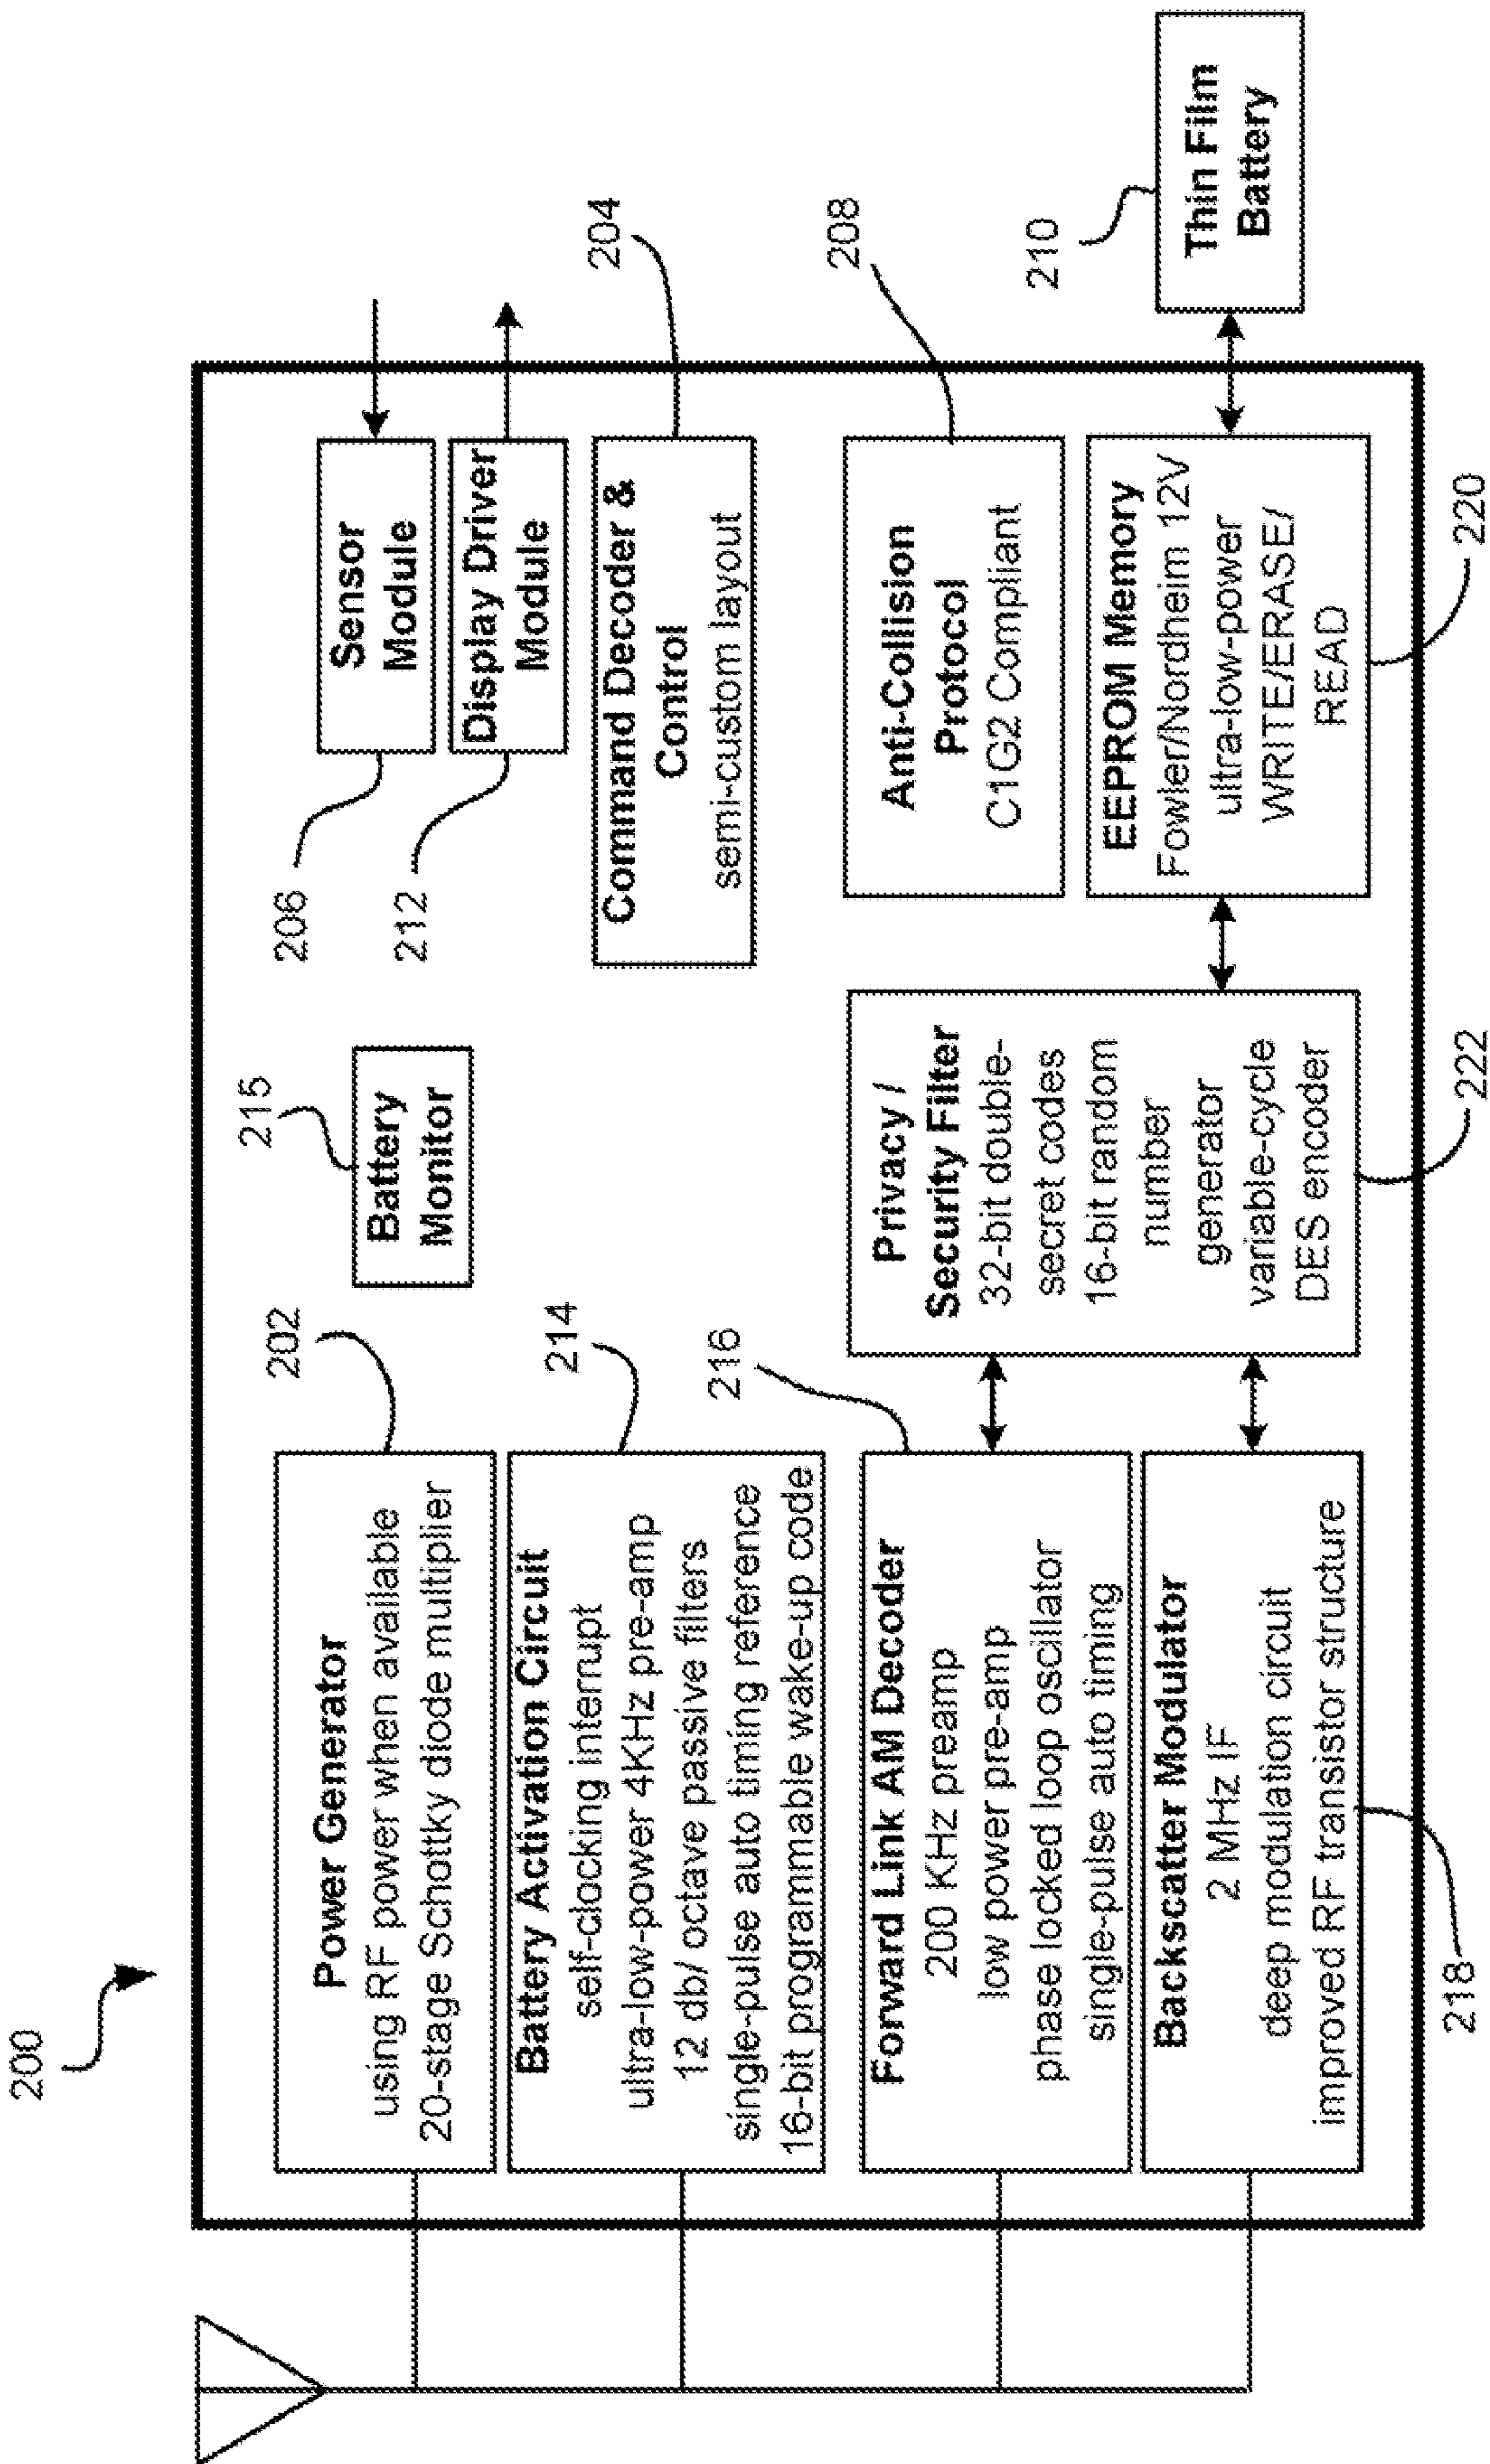 200
202
Power Generator
using RF power when available
20-stage Schottky diode multiplier
214
Battery Activation Circuit
self-clocking interrupt
ultra-low-power 4KHz pre-amp
12 db/ octave passive filters
single-pulse auto timing reference
16-bit programmable wake-up code
216
Forward Link AM Decoder
200 KHz preamp
low power pre-amp
phase locked loop oscillator
single-pulse auto timing
Backscatter Modulator
2 MHz IF
deep modulation circuit
improved RF transistor structure
218
215
Battery
Monitor
Privacy /
Security Filter
32-bit double-
secret codes
16-bit random
number
generator
variable-cycle
DES encoder
222
206
Sensor
Module
212
Display Driver
Module
204
Command Decoder &
Control
semi-custom layout
208
Anti-Collision
Protocol
C1G2 Compliant
EEPROM Memory
Fowler/Nordheim 12V
ultra-low-power
WRITE/ERASE/
READ
220
210
Thin Film
Battery